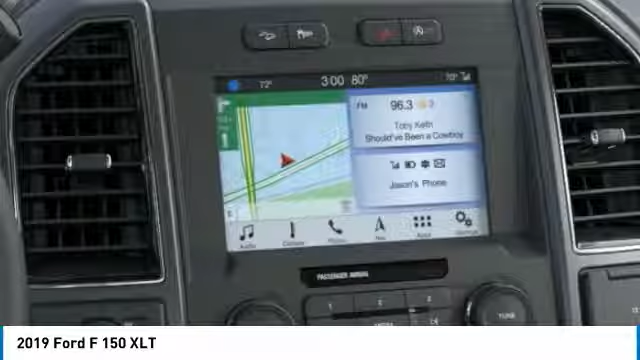 72° 3:00 80° 70°
FM 96.3
Toby Keith
Should've Been a Cowboy
Jason's Phone
Audio Climate Phone Nav Apps Settings
PASSENGER AIRBAG
1 2 3
TUNE
2019 Ford F 150 XLT